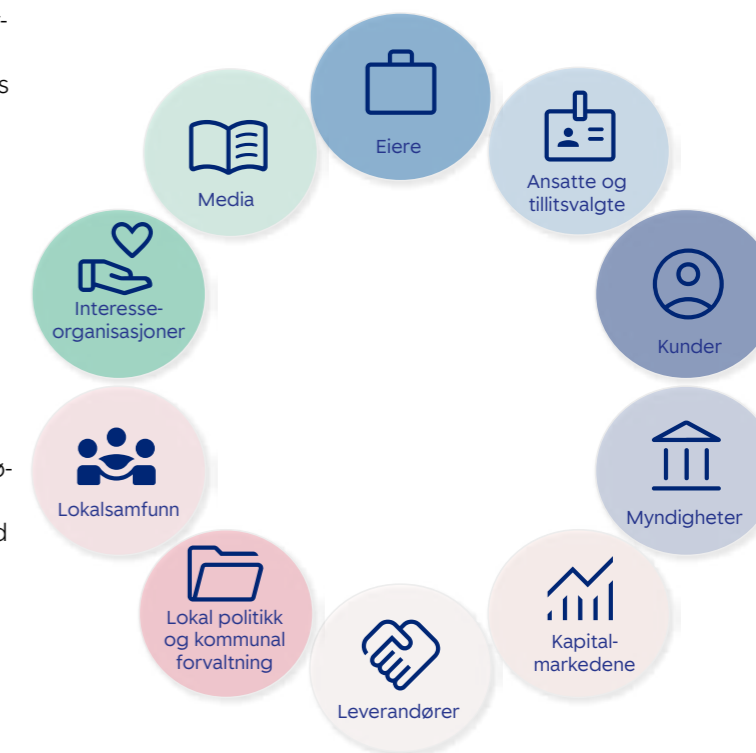 Eiere
Ansatte og
tillitsvalgte
Kunder
Myndigheter
Kapital-
markedene
Leverandører
Lokal politikk
og kommunal
forvaltning
Lokalsamfunn
Interesse-
organisasjoner
Media